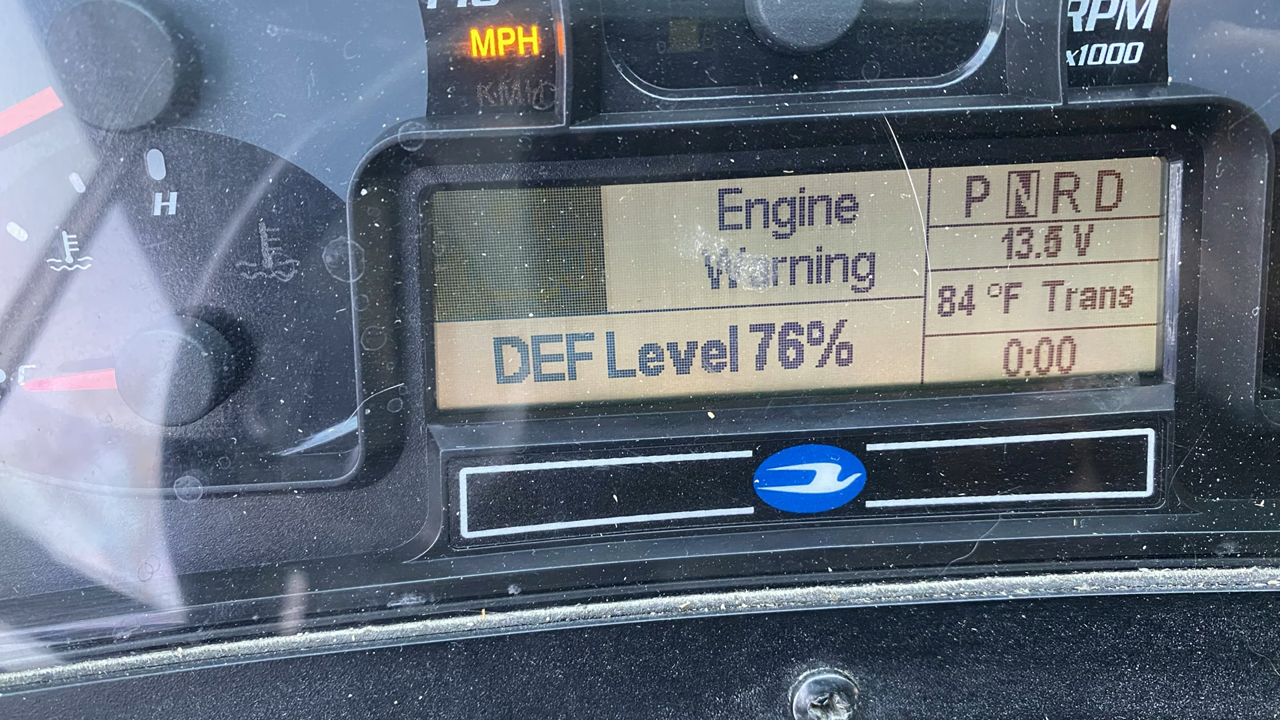 MPH
KM/H
RPM
x1000
H
Engine
Warning
DEF Level 76%
P N R D
13.5 V
84 °F Trans
0:00